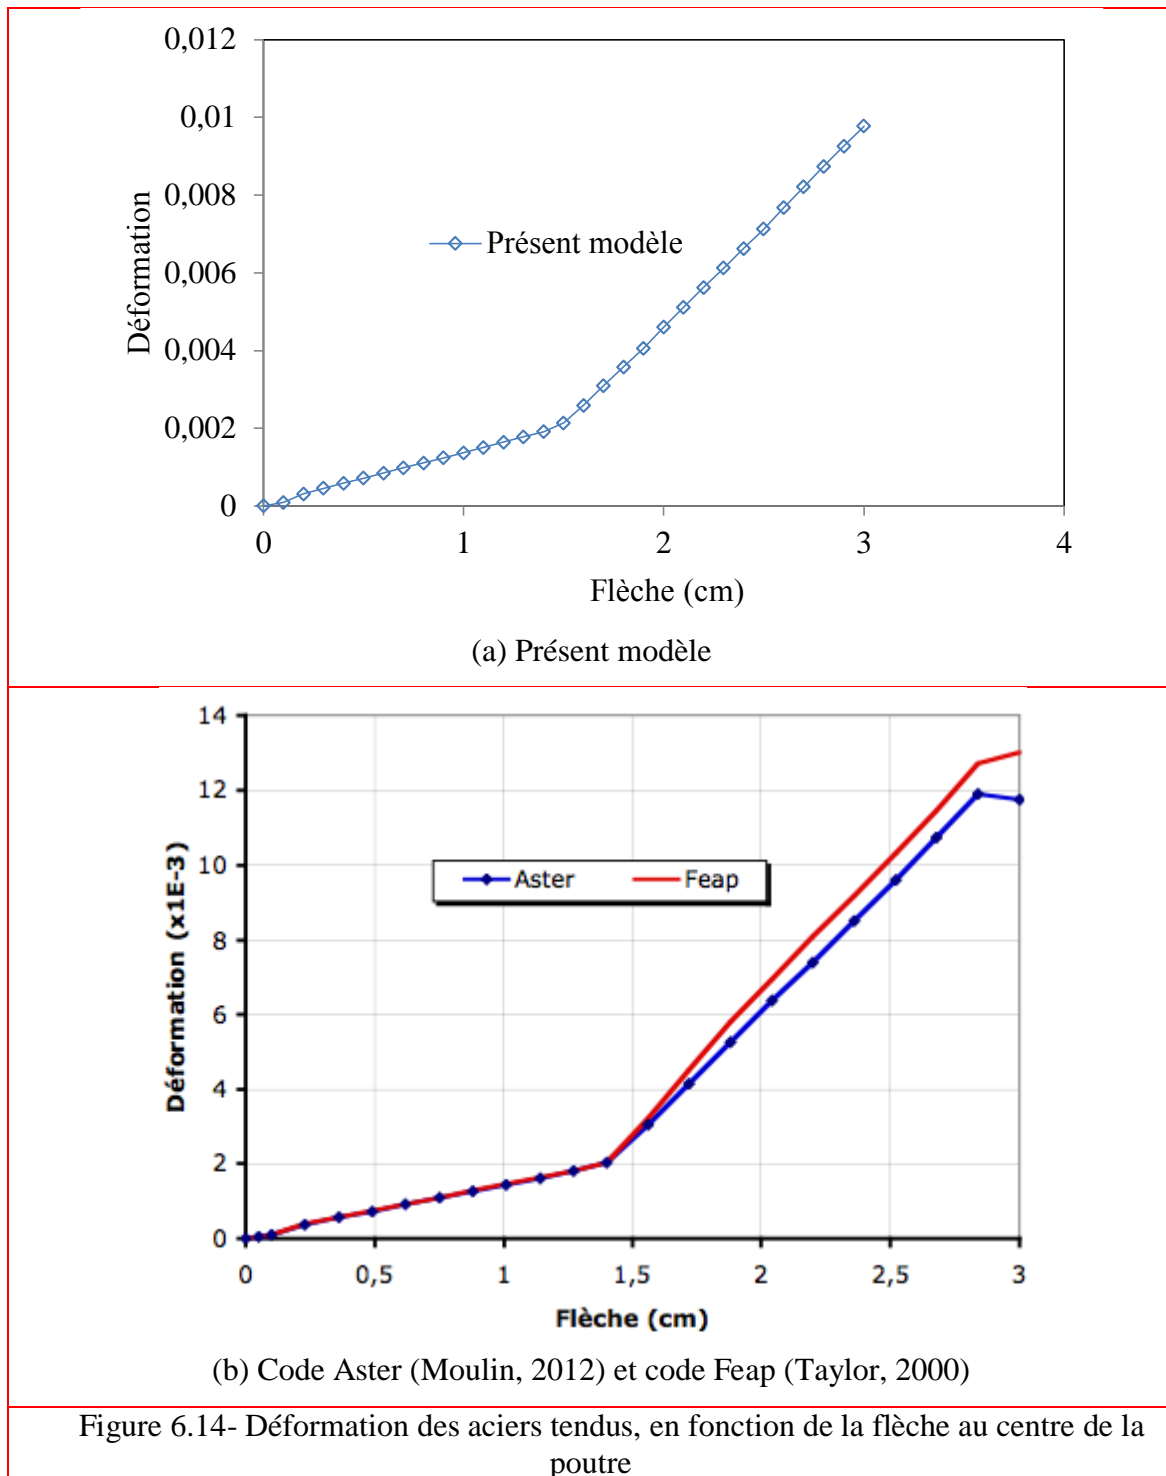 0,012
0,01
0,008
0,006
0,004
0,002
0
Déformation
Présent modèle
0 1 2 3 4
Flèche (cm)
(a) Présent modèle
14
12
10
8
6
4
2
0
Déformation (x1E-3)
Aster Feap
0 0,5 1 1,5 2 2,5 3
Flèche (cm)
(b) Code Aster (Moulin, 2012) et code Feap (Taylor, 2000)
Figure 6.14- Déformation des aciers tendus, en fonction de la flèche au centre de la
poutre